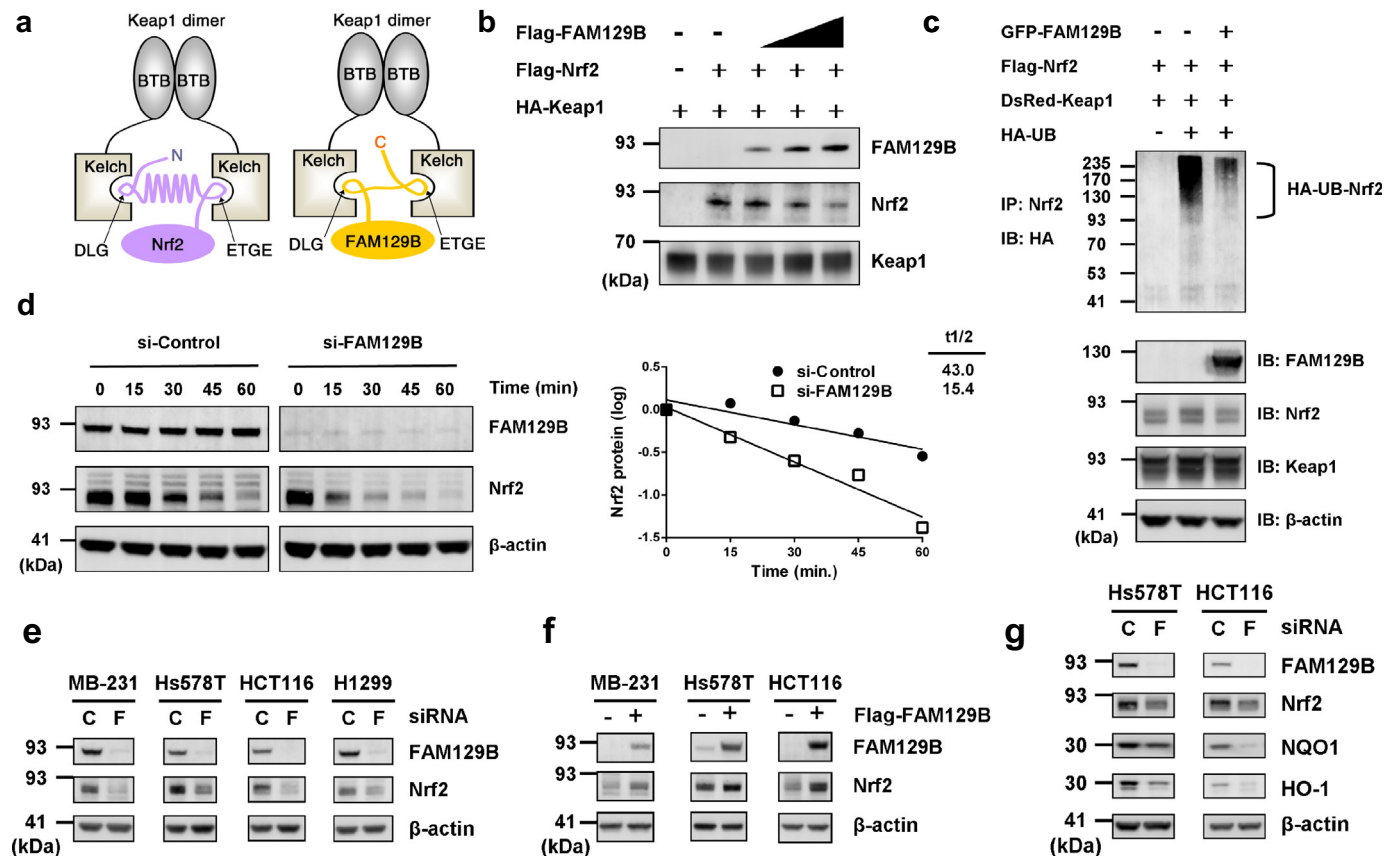 a
Keap1 dimer
BTB BTB
Kelch N Kelch
DLG Nrf2 ETGE
Keap1 dimer
BTB BTB
Kelch C Kelch
DLG FAM129B ETGE
b
Flag-FAM129B - -
Flag-Nrf2 - + + + +
HA-Keap1 + + + + +
93 FAM129B
93 Nrf2
70 Keap1
(kDa)
c
GFP-FAM129B - - +
Flag-Nrf2 + + +
DsRed-Keap1 + + +
HA-UB - + +
IP: Nrf2
IB: HA
235
170
130
93
70
53
41
HA-UB-Nrf2
130 IB: FAM129B
93 IB: Nrf2
93 IB: Keap1
41 IB: β-actin
(kDa)
d
si-Control si-FAM129B
0 15 30 45 60 0 15 30 45 60 Time (min)
93 FAM129B
93 Nrf2
41 β-actin
(kDa)
t1/2
si-Control 43.0
si-FAM129B 15.4
Nrf2 protein (log)
0.5
0.0
-0.5
-1.0
-1.5
0 15 30 45 60
Time (min.)
e
MB-231 Hs578T HCT116 H1299
C F C F C F C F siRNA
93 FAM129B
93 Nrf2
41 β-actin
(kDa)
f
MB-231 Hs578T HCT116
- + - + - + Flag-FAM129B
93 FAM129B
93 Nrf2
41 β-actin
(kDa)
g
Hs578T HCT116
C F C F siRNA
93 FAM129B
93 Nrf2
30 NQO1
30 HO-1
41 β-actin
(kDa)